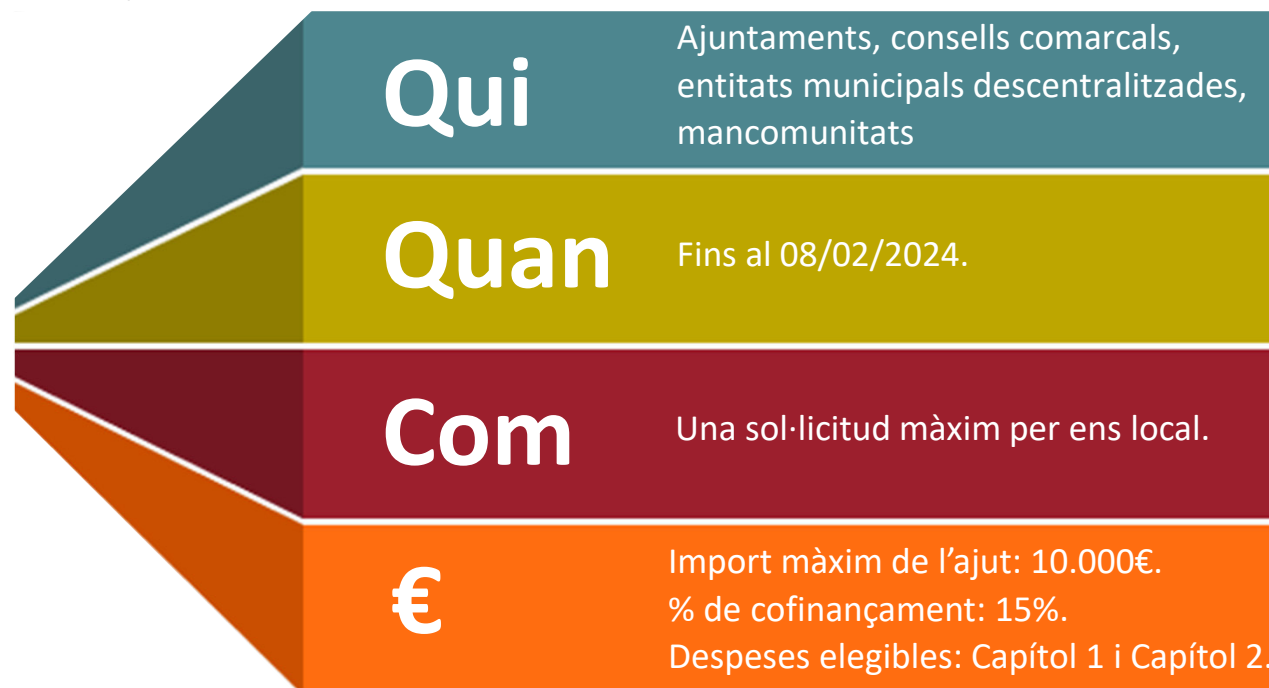 Qui
Ajuntaments, consells comarcals,
entitats municipals descentralitzades,
mancomunitats
Quan
Fins al 08/02/2024.
Com
Una sol·licitud màxim per ens local.
€
Import màxim de l’ajut: 10.000€.
% de cofinançament: 15%.
Despeses elegibles: Capítol 1 i Capítol 2.